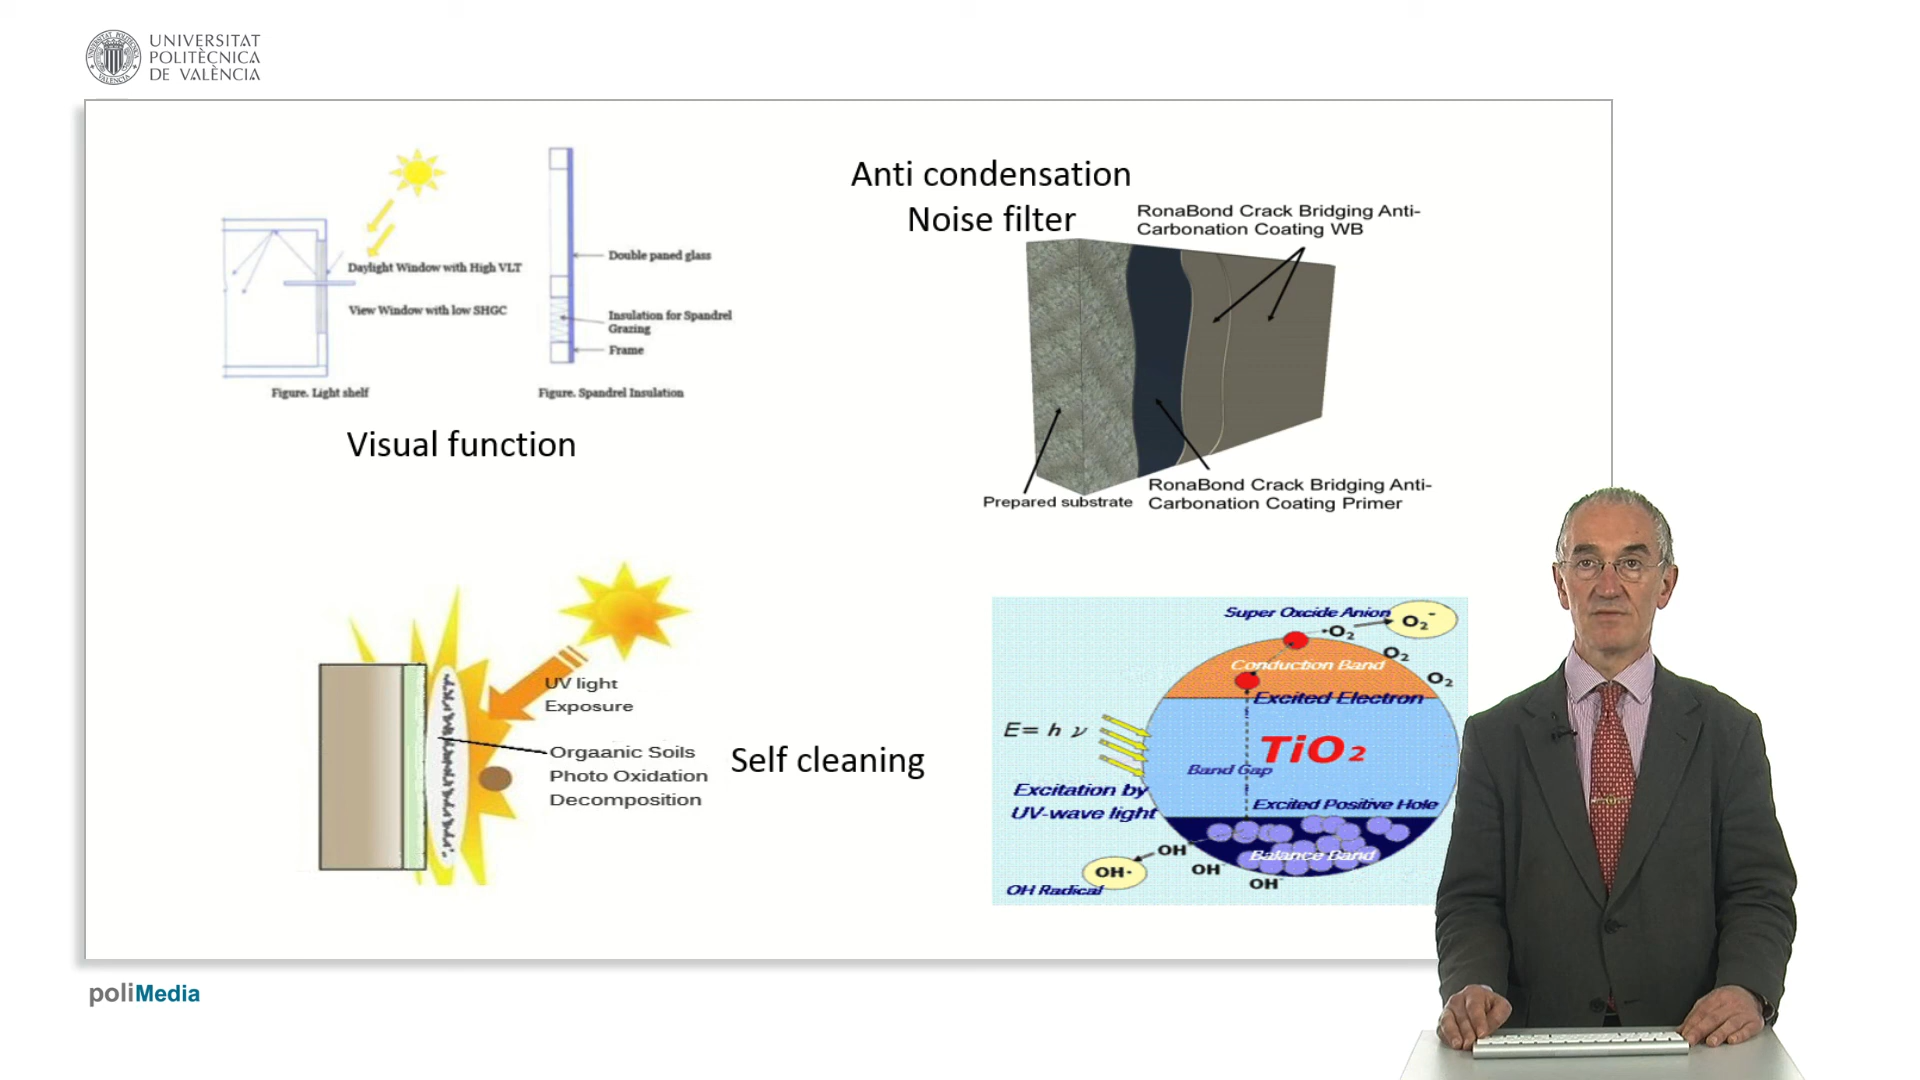 UNIVERSITAT
POLITÈCNICA
DE VALÈNCIA
Daylight Window with High VLT
View Window with low SHGC
Figure. Light shelf
Double paned glass
Insulation for Spandrel
Grazing
Frame
Figure. Spandrel Insulation
Visual function
Anti condensation
Noise filter
RonaBond Crack Bridging Anti-
Carbonation Coating WB
Prepared substrate
RonaBond Crack Bridging Anti-
Carbonation Coating Primer
UV light
Exposure
Orgaanic Soils
Photo Oxidation
Decomposition
Self cleaning
Super Oxcide Anion
·O₂
O₂⁻
O₂
O₂
Conduction Band
Excited Electron
E= h ν
TiO₂
Band Gap
Excitation by
UV-wave light
Excited Positive Hole
Balance Band
OH⁻
OH·
OH⁻
OH⁻
OH Radical
poliMedia